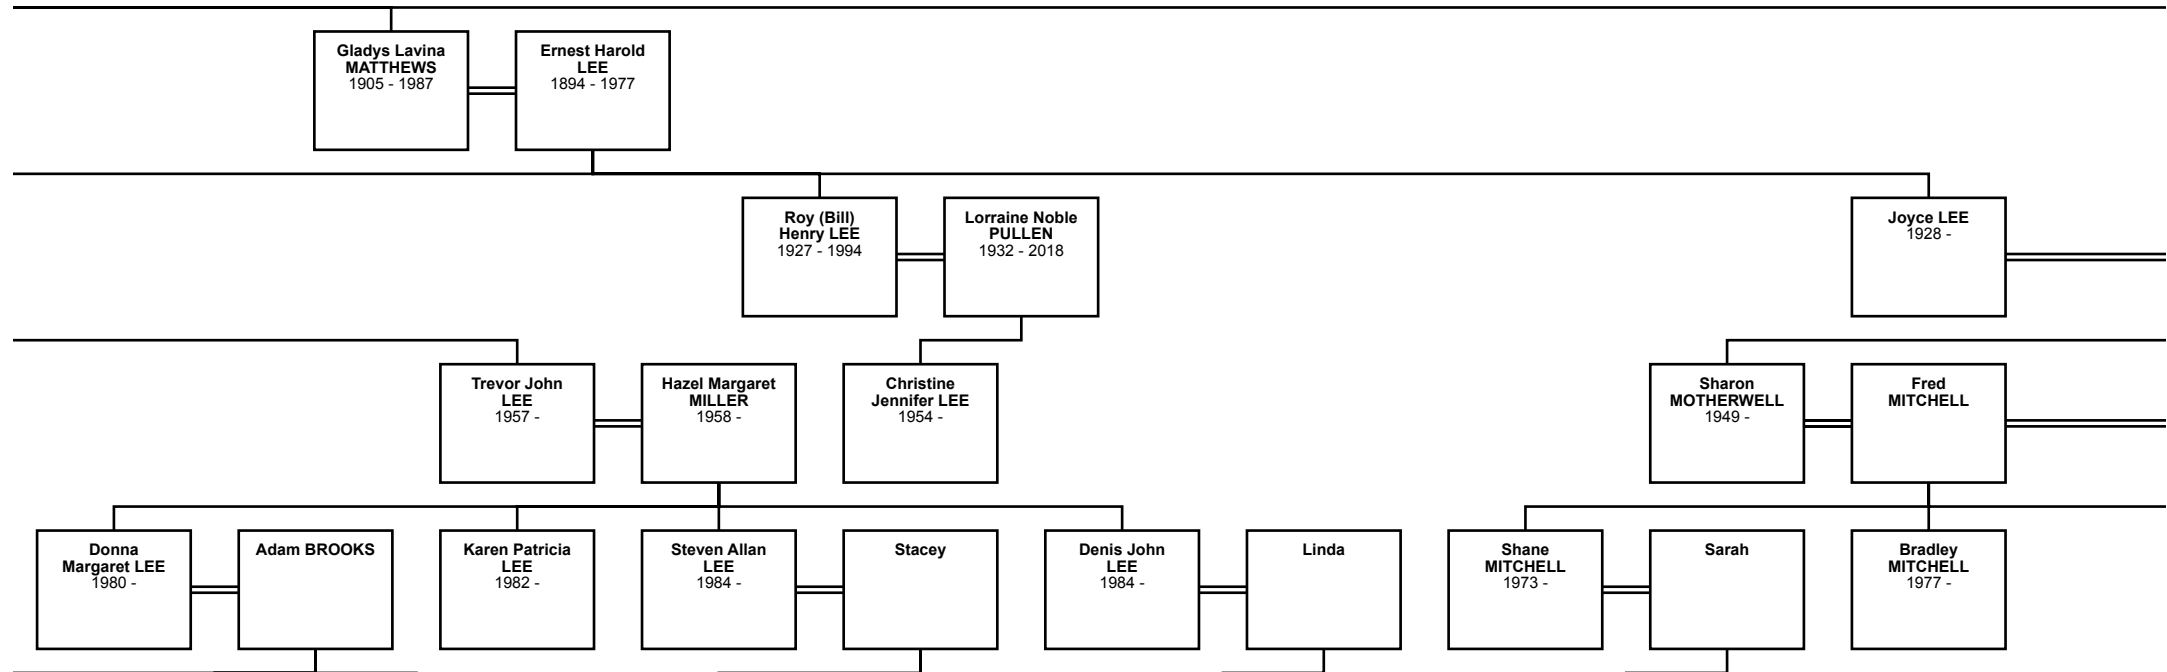 Gladys Lavina
MATTHEWS
1905 - 1987
Ernest Harold
LEE
1894 - 1977
Roy (Bill)
Henry LEE
1927 - 1994
Lorraine Noble
PULLEN
1932 - 2018
Joyce LEE
1928 -
Trevor John
LEE
1957 -
Hazel Margaret
MILLER
1958 -
Christine
Jennifer LEE
1954 -
Sharon
MOTHERWELL
1949 -
Fred
MITCHELL
Donna
Margaret LEE
1980 -
Adam BROOKS
Karen Patricia
LEE
1982 -
Steven Allan
LEE
1984 -
Stacey
Denis John
LEE
1984 -
Linda
Shane
MITCHELL
1973 -
Sarah
Bradley
MITCHELL
1977 -